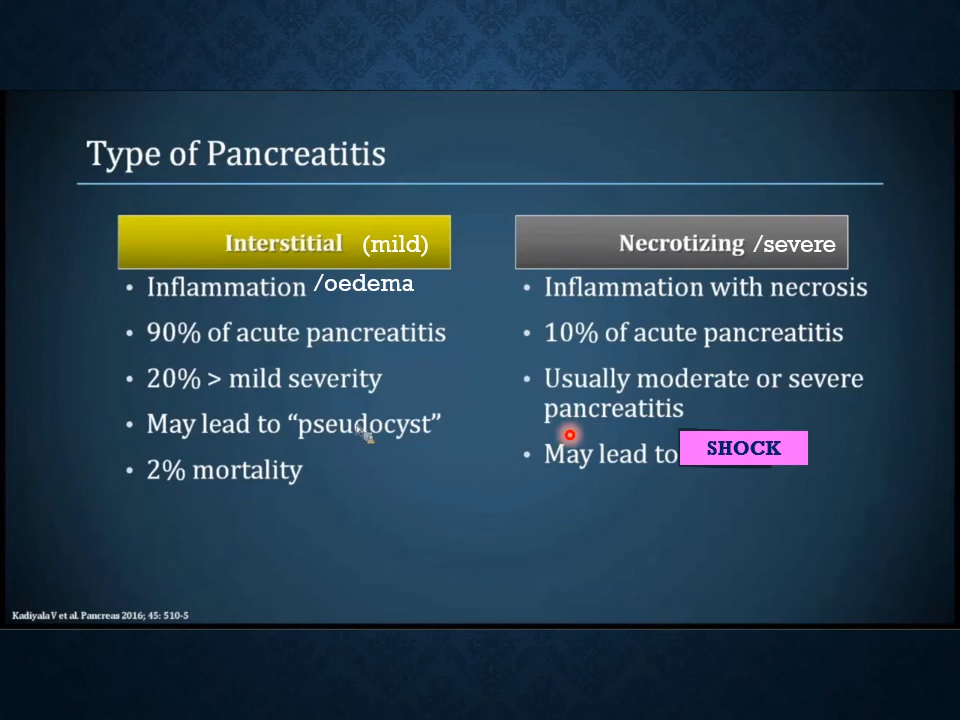 Type of Pancreatitis
Interstitial (mild)
• Inflammation /oedema
• 90% of acute pancreatitis
• 20% > mild severity
• May lead to “pseudocyst”
• 2% mortality
Necrotizing /severe
• Inflammation with necrosis
• 10% of acute pancreatitis
• Usually moderate or severe
pancreatitis
• May lead to SHOCK
Kadiyala V et al. Pancreas 2016; 45: 510-5